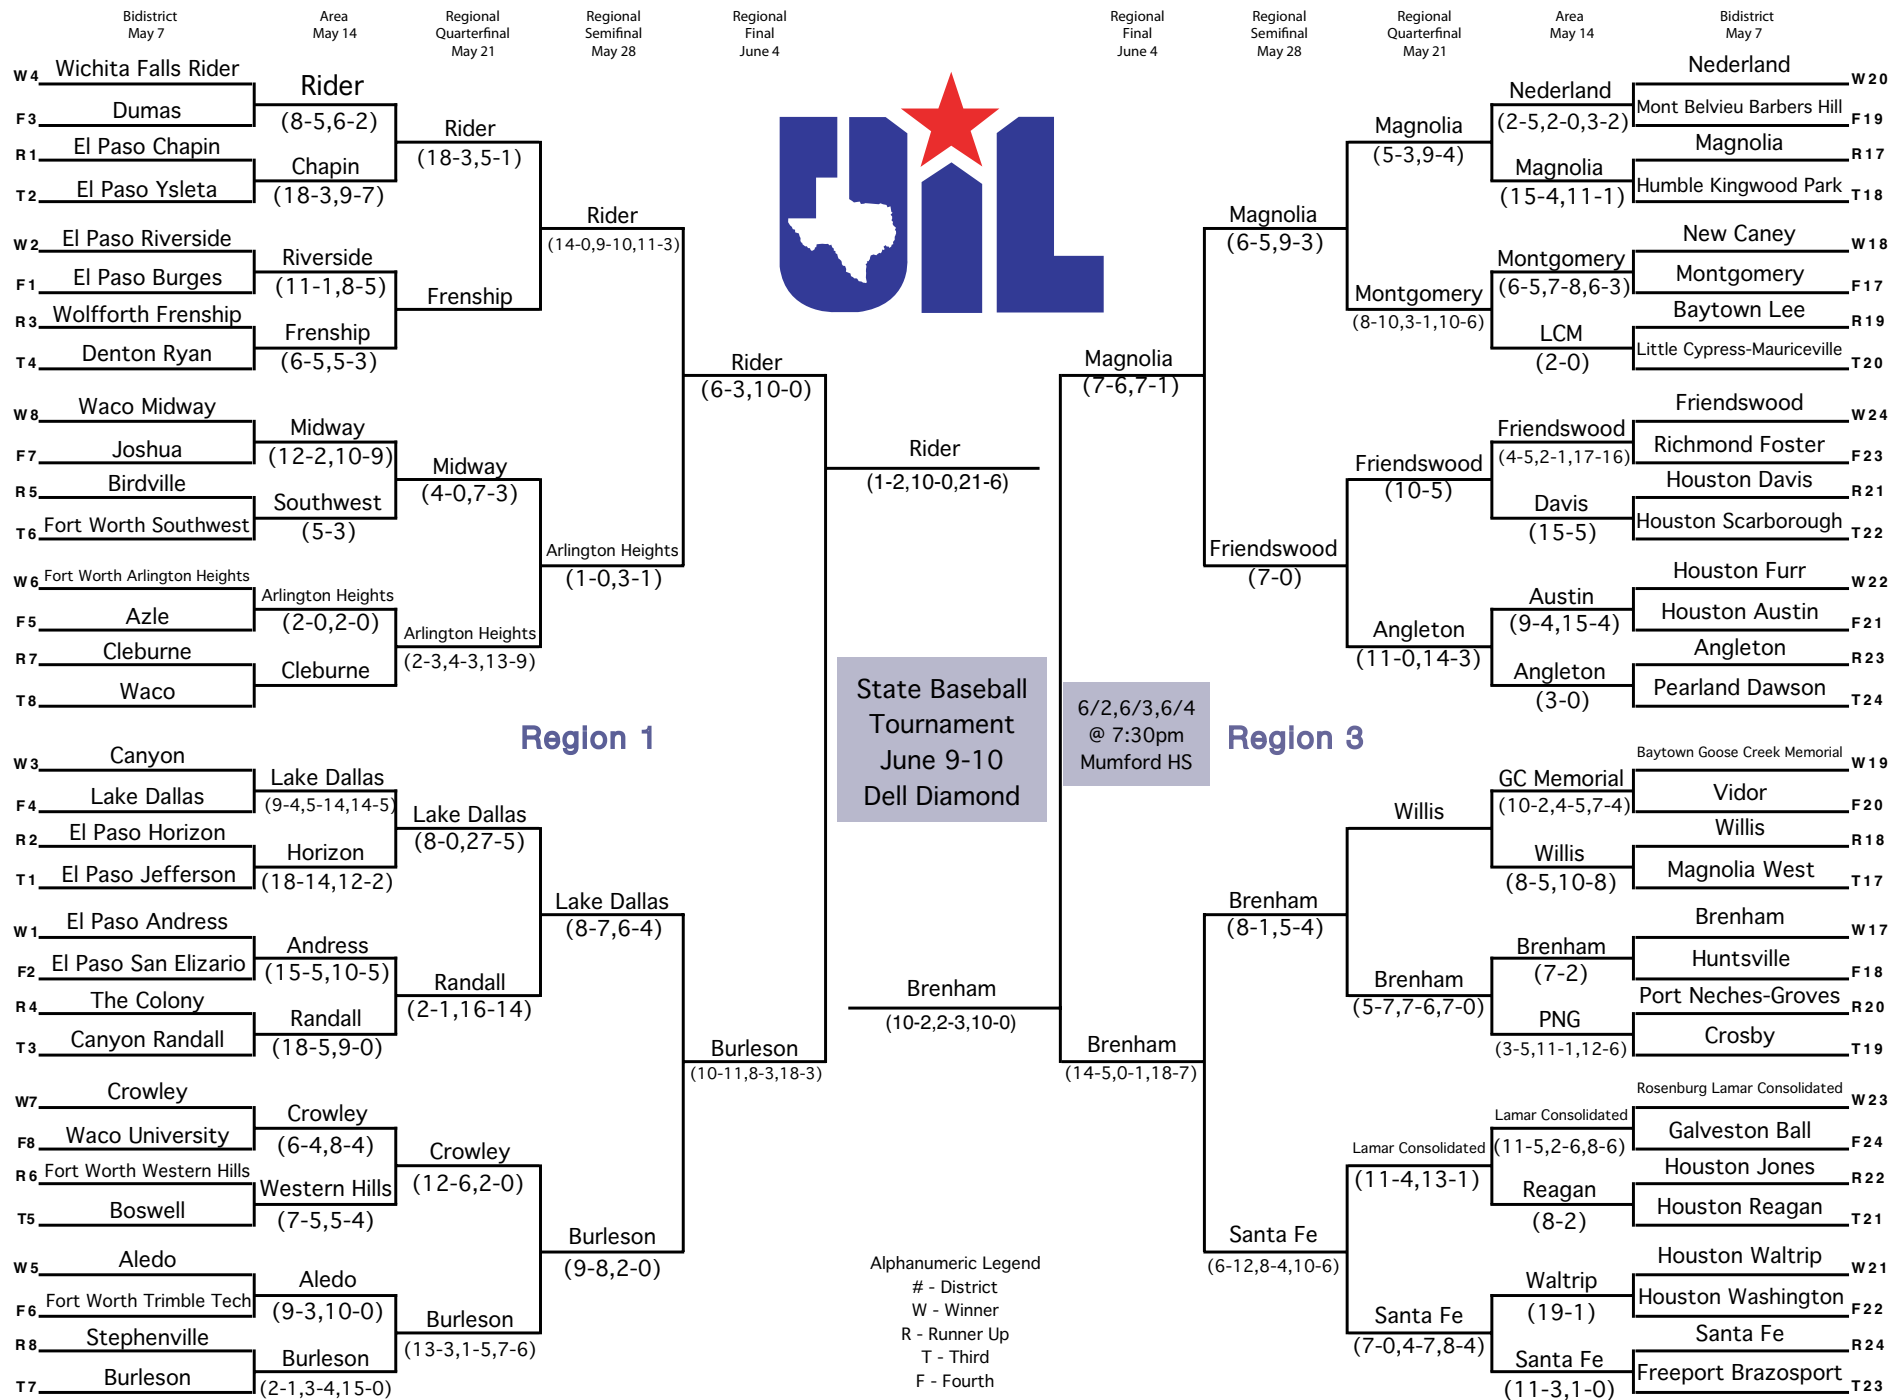 Bidistrict
May 7
Area
May 14
Regional
Quarterfinal
May 21
Regional
Semifinal
May 28
Regional
Final
June 4
Regional
Final
June 4
Regional
Semifinal
May 28
Regional
Quarterfinal
May 21
Area
May 14
Bidistrict
May 7
W4 Wichita Falls Rider
F3 Dumas
R1 El Paso Chapin
T2 El Paso Ysleta
W2 El Paso Riverside
F1 El Paso Burges
R3 Wolfforth Frenship
T4 Denton Ryan
W8 Waco Midway
F7 Joshua
R5 Birdville
T6 Fort Worth Southwest
W6 Fort Worth Arlington Heights
F5 Azle
R7 Cleburne
T8 Waco
W3 Canyon
F4 Lake Dallas
R2 El Paso Horizon
T1 El Paso Jefferson
W1 El Paso Andress
F2 El Paso San Elizario
R4 The Colony
T3 Canyon Randall
W7 Crowley
F8 Waco University
R6 Fort Worth Western Hills
T5 Boswell
W5 Aledo
F6 Fort Worth Trimble Tech
R8 Stephenville
T7 Burleson
Rider
(8-5,6-2)
Chapin
(18-3,9-7)
Riverside
(11-1,8-5)
Frenship
(6-5,5-3)
Midway
(12-2,10-9)
Southwest
(5-3)
Arlington Heights
(2-0,2-0)
Cleburne
Lake Dallas
(9-4,5-14,14-5)
Horizon
(18-14,12-2)
Andress
(15-5,10-5)
Randall
(18-5,9-0)
Crowley
(6-4,8-4)
Western Hills
(7-5,5-4)
Aledo
(9-3,10-0)
Burleson
(2-1,3-4,15-0)
Rider
(18-3,5-1)
Frenship
Midway
(4-0,7-3)
Arlington Heights
(2-3,4-3,13-9)
Lake Dallas
(8-0,27-5)
Randall
(2-1,16-14)
Crowley
(12-6,2-0)
Burleson
(13-3,1-5,7-6)
Rider
(14-0,9-10,11-3)
Arlington Heights
(1-0,3-1)
Lake Dallas
(8-7,6-4)
Burleson
(9-8,2-0)
Region 1
Rider
(6-3,10-0)
Burleson
(10-11,8-3,18-3)
UIL
Rider
(1-2,10-0,21-6)
State Baseball
Tournament
June 9-10
Dell Diamond
6/2,6/3,6/4
@ 7:30pm
Mumford HS
Brenham
(10-2,2-3,10-0)
Alphanumeric Legend
# - District
W - Winner
R - Runner Up
T - Third
F - Fourth
Magnolia
(7-6,7-1)
Brenham
(14-5,0-1,18-7)
Region 3
Magnolia
(6-5,9-3)
Friendswood
(7-0)
Brenham
(8-1,5-4)
Santa Fe
(6-12,8-4,10-6)
Magnolia
(5-3,9-4)
Montgomery
(8-10,3-1,10-6)
Friendswood
(10-5)
Angleton
(11-0,14-3)
Willis
Brenham
(5-7,7-6,7-0)
Lamar Consolidated
(11-4,13-1)
Santa Fe
(7-0,4-7,8-4)
Nederland
(2-5,2-0,3-2)
Magnolia
(15-4,11-1)
Montgomery
(6-5,7-8,6-3)
LCM
(2-0)
Friendswood
(4-5,2-1,17-16)
Davis
(15-5)
Austin
(9-4,15-4)
Angleton
(3-0)
GC Memorial
(10-2,4-5,7-4)
Willis
(8-5,10-8)
Brenham
(7-2)
PNG
(3-5,11-1,12-6)
Lamar Consolidated
(11-5,2-6,8-6)
Reagan
(8-2)
Waltrip
(19-1)
Santa Fe
(11-3,1-0)
Nederland W20
Mont Belvieu Barbers Hill F19
Magnolia R17
Humble Kingwood Park T18
New Caney W18
Montgomery F17
Baytown Lee R19
Little Cypress-Mauriceville T20
Friendswood W24
Richmond Foster F23
Houston Davis R21
Houston Scarborough T22
Houston Furr W22
Houston Austin F21
Angleton R23
Pearland Dawson T24
Baytown Goose Creek Memorial W19
Vidor F20
Willis R18
Magnolia West T17
Brenham W17
Huntsville F18
Port Neches-Groves R20
Crosby T19
Rosenburg Lamar Consolidated W23
Galveston Ball F24
Houston Jones R22
Houston Reagan T21
Houston Waltrip W21
Houston Washington F22
Santa Fe R24
Freeport Brazosport T23